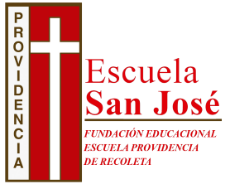 PROVIDENCIA
Escuela
San José
FUNDACIÓN EDUCACIONAL
ESCUELA PROVIDENCIA
DE RECOLETA